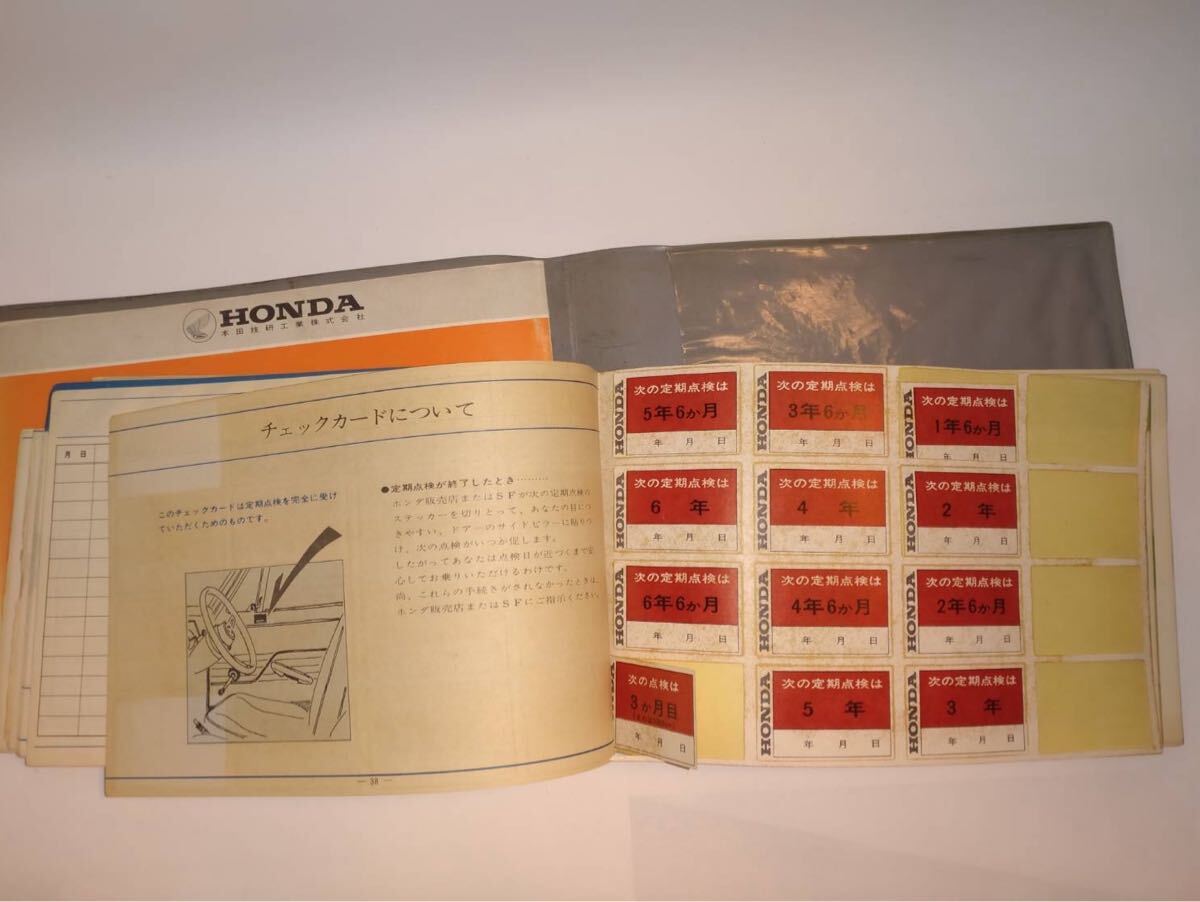 HONDA
本田技研工業株式会社
月 日
チェックカードについて
このチェックカードは定期点検を完全に受け
ていただくためのものです。
●定期点検が終了したとき………
ホンダ販売店またはSFが次の定期点検の
ステッカーを切りとって、あなたの目につ
きやすい、ドアーのサイドピラーに貼りつ
け、次の点検がいつか促します。
したがってあなたは点検日が近づくまで安
心してお乗りいただけるわけです。
尚、これらの手続きがされなかったときは、
ホンダ販売店またはSFにご指示ください。
— 38 —
HONDA
次の定期点検は
5年6か月
年 月 日
HONDA
次の定期点検は
3年6か月
年 月 日
HONDA
次の定期点検は
1年6か月
年 月 日
HONDA
次の定期点検は
6 年
年 月 日
HONDA
次の定期点検は
4 年
年 月 日
HONDA
次の定期点検は
2 年
年 月 日
HONDA
次の定期点検は
6年6か月
年 月 日
HONDA
次の定期点検は
4年6か月
年 月 日
HONDA
次の定期点検は
2年6か月
年 月 日
次の点検は
3か月目
年 月 日
HONDA
次の定期点検は
5 年
年 月 日
HONDA
次の定期点検は
3 年
年 月 日